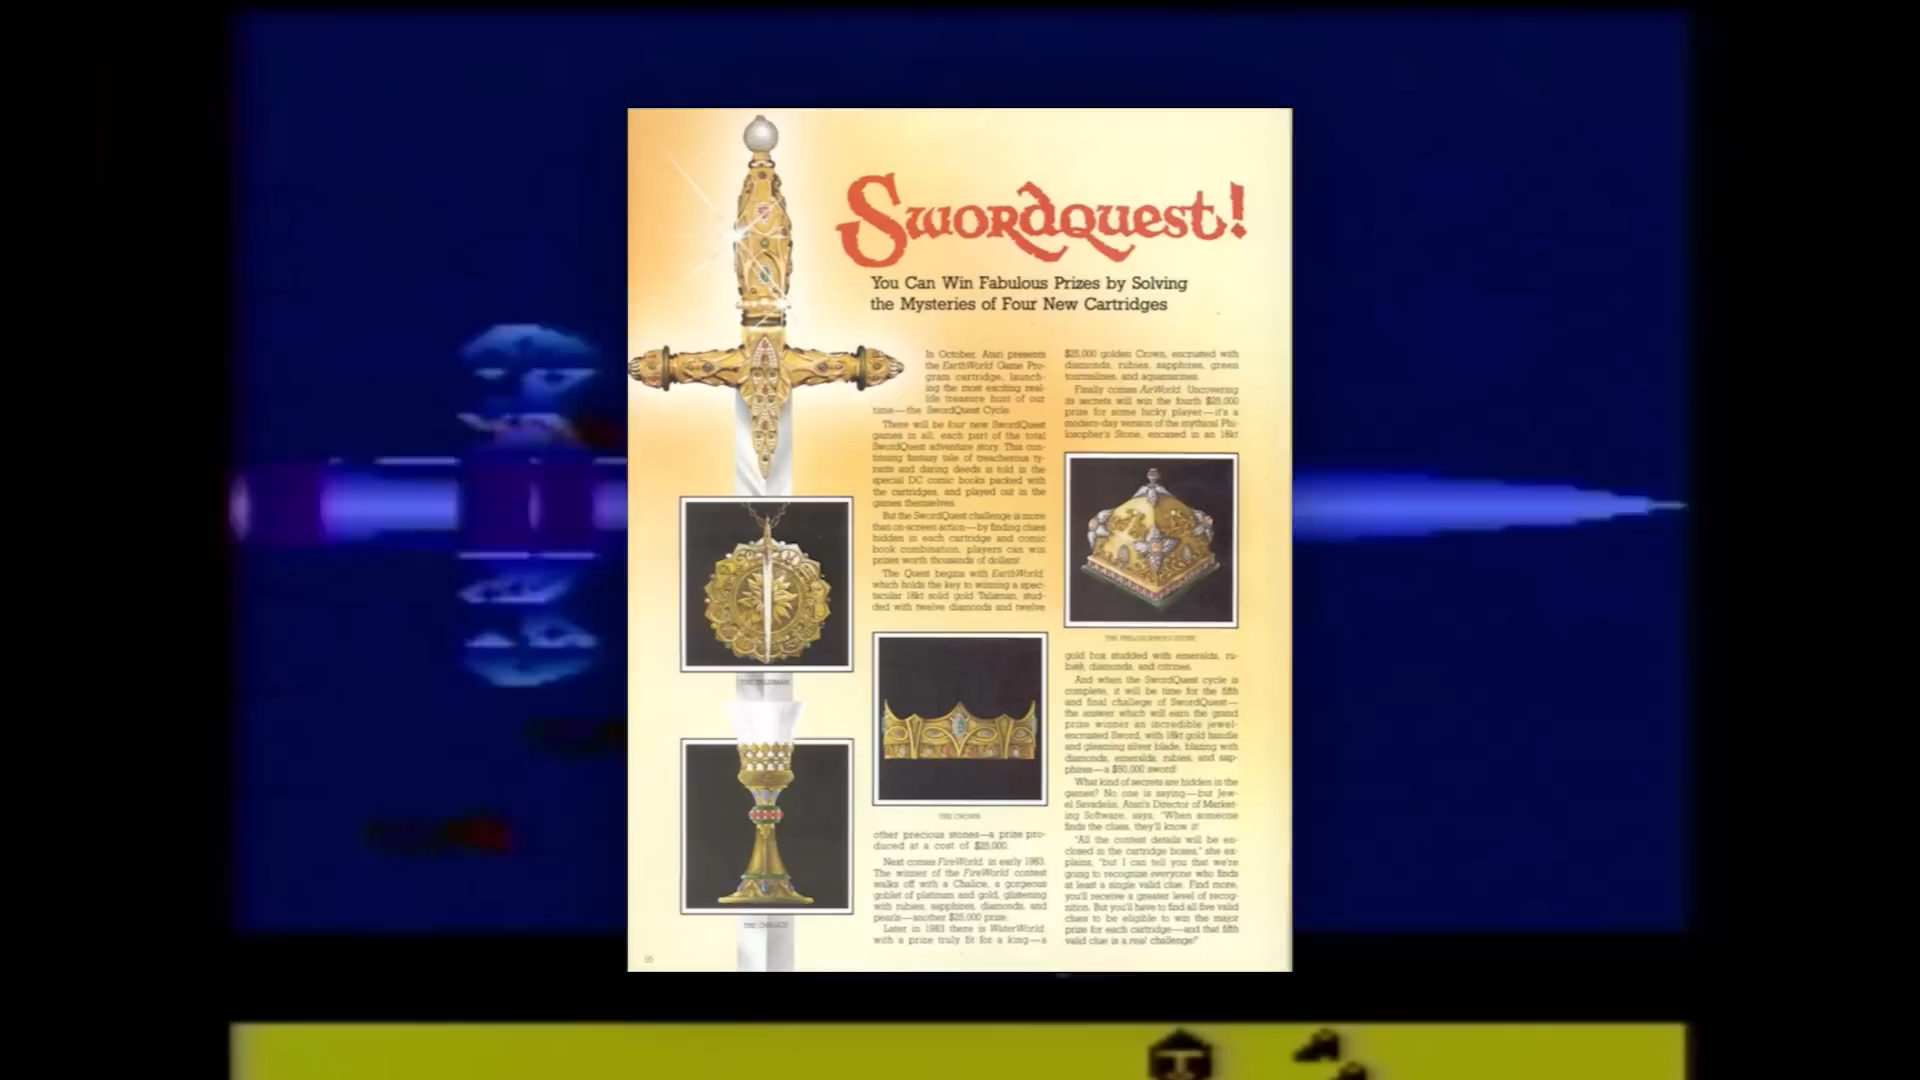 Swordquest!
You Can Win Fabulous Prizes by Solving
the Mysteries of Four New Cartridges
In October, Atari presents
the EarthWorld Game Pro-
gram cartridge, launch-
ing the most exciting real-
life treasure hunt of our
time—the SwordQuest Cycle.
There will be four new SwordQuest
games in all, each part of the total
SwordQuest adventure story. This con-
tinuing fantasy tale of treacherous ty-
rants and daring deeds is told in the
special DC comic books packed with
the cartridges, and played out in the
games themselves.
But the SwordQuest challenge is more
than on-screen action—by finding clues
hidden in each cartridge and comic
book combination, players can win
prizes worth thousands of dollars!
The Quest begins with EarthWorld,
which holds the key to winning a spec-
tacular 18kt solid gold Talisman, stud-
ded with twelve diamonds and twelve
THE TALISMAN
THE CHALICE
THE CROWN
other precious stones—a prize pro-
duced at a cost of $25,000.
Next comes FireWorld, in early 1983.
The winner of the FireWorld contest
walks off with a Chalice, a gorgeous
goblet of platinum and gold, glistening
with rubies, sapphires, diamonds, and
pearls—another $25,000 prize.
Later in 1983 there is WaterWorld,
with a prize truly fit for a king—a
$25,000 golden Crown, encrusted with
diamonds, rubies, sapphires, green
tourmalines, and aquamarines.
Finally comes AirWorld. Uncovering
its secrets will win the fourth $25,000
prize for some lucky player—it's a
modern-day version of the mythical Phi-
losopher's Stone, encased in an 18kt
THE PHILOSOPHER'S STONE
gold box studded with emeralds, ru-
bies, diamonds, and citrines.
And when the SwordQuest cycle is
complete, it will be time for the fifth
and final challege of SwordQuest—
the answer which will earn the grand
prize winner an incredible jewel-
encrusted Sword, with 18kt gold handle
and gleaming silver blade, blazing with
diamonds, emeralds, rubies, and sap-
phires—a $50,000 sword!
What kind of secrets are hidden in the
games? No one is saying—but Jew-
el Savadelis, Atari's Director of Market-
ing Software, says, "When someone
finds the clues, they'll know it!
"All the contest details will be en-
closed in the cartridge boxes," she ex-
plains, "but I can tell you that we're
going to recognize everyone who finds
at least a single valid clue. Find more,
you'll receive a greater level of recog-
nition. But you'll have to find all five valid
clues to be eligible to win the major
prize for each cartridge—and that fifth
valid clue is a real challenge!"